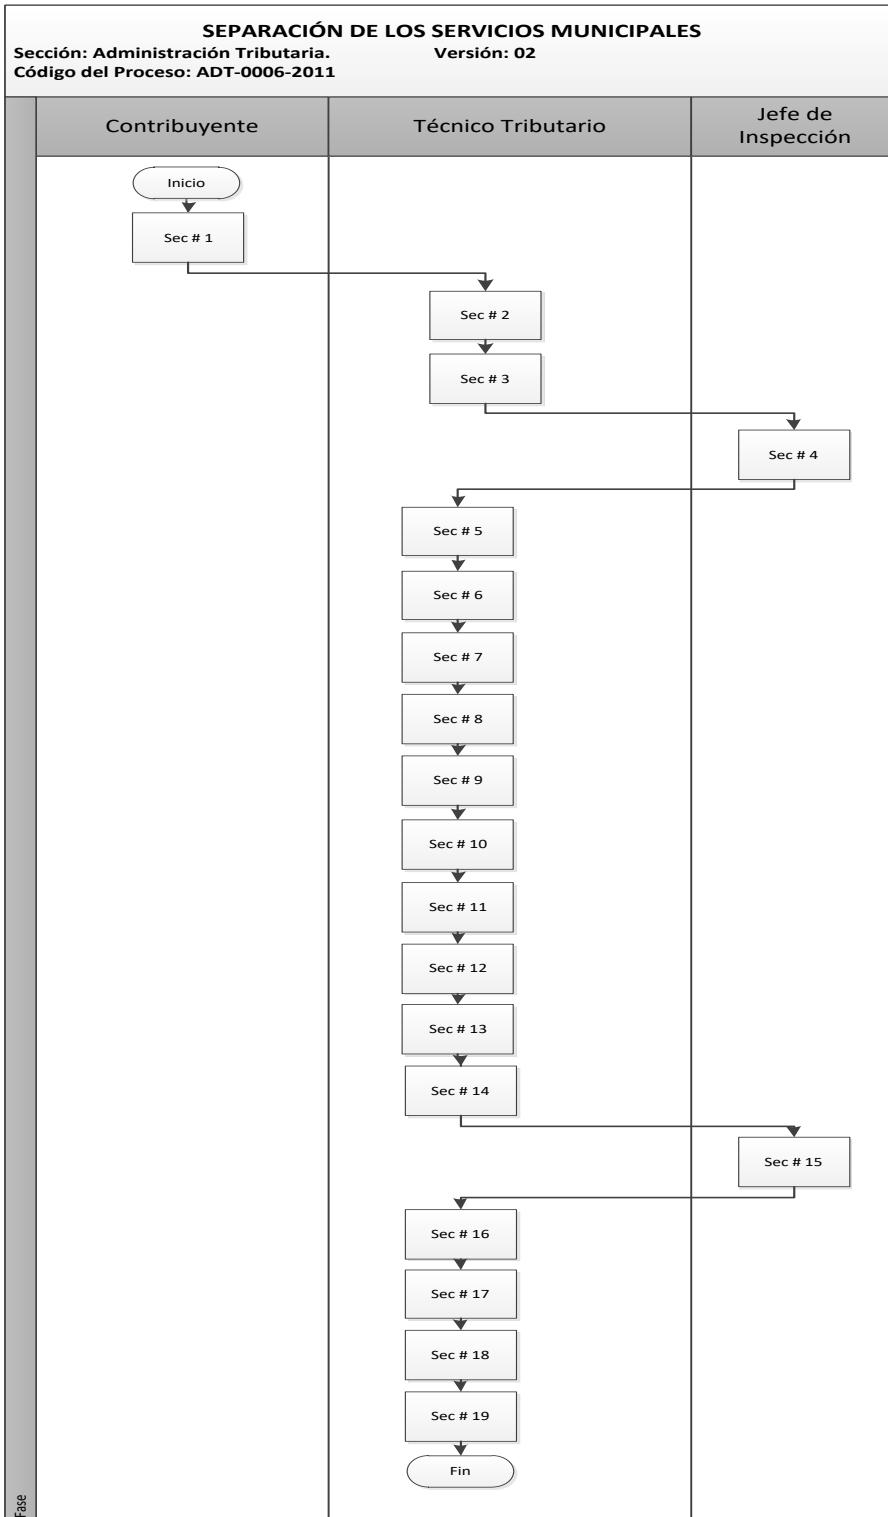 SEPARACIÓN DE LOS SERVICIOS MUNICIPALES
Sección: Administración Tributaria. Versión: 02
Código del Proceso: ADT-0006-2011
Contribuyente
Técnico Tributario
Jefe de
Inspección
Inicio
Sec # 1
Sec # 2
Sec # 3
Sec # 4
Sec # 5
Sec # 6
Sec # 7
Sec # 8
Sec # 9
Sec # 10
Sec # 11
Sec # 12
Sec # 13
Sec # 14
Sec # 15
Sec # 16
Sec # 17
Sec # 18
Sec # 19
Fin
Fase